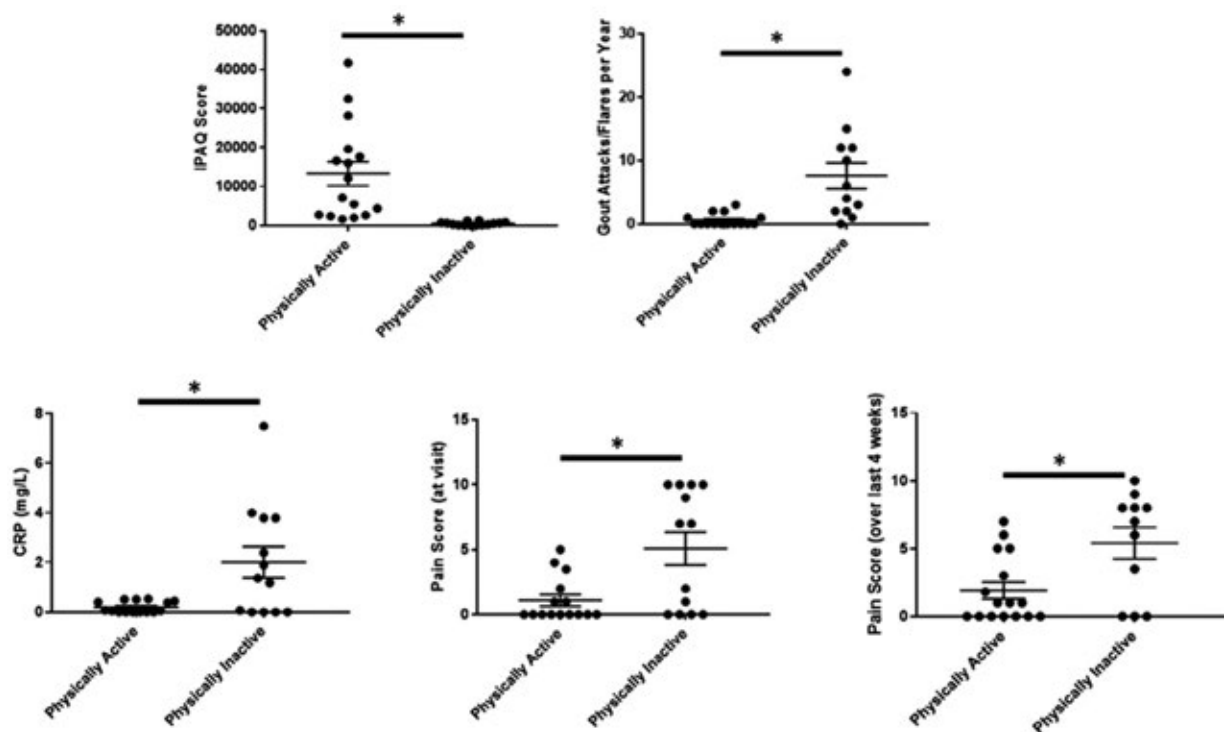 *
50000
40000
30000
20000
10000
0
IPAQ Score
Physically Active
Physically Inactive
*
30
20
10
0
Gout Attacks/Flares per Year
Physically Active
Physically Inactive
*
8
6
4
2
0
CRP (mg/L)
Physically Active
Physically Inactive
*
15
10
5
0
Pain Score (at visit)
Physically Active
Physically Inactive
*
15
10
5
0
Pain Score (over last 4 weeks)
Physically Active
Physically Inactive